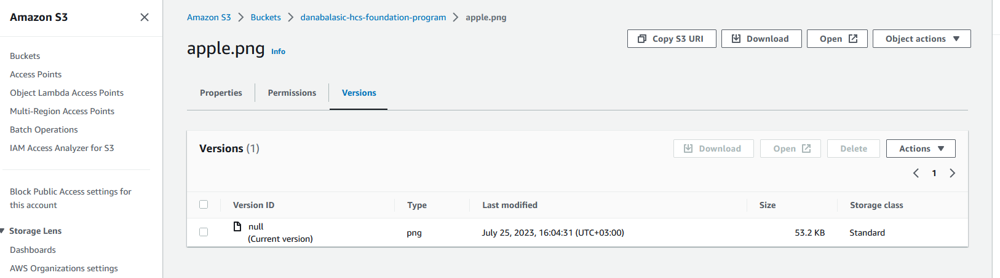 Amazon S3
Buckets
Access Points
Object Lambda Access Points
Multi-Region Access Points
Batch Operations
IAM Access Analyzer for S3
Block Public Access settings for
this account
Storage Lens
Dashboards
AWS Organizations settings
Amazon S3 Buckets danabalasic-hcs-foundation-program apple.png
apple.png Info
Copy S3 URI Download Open Object actions
Properties Permissions Versions
Versions (1)
Download Open Delete Actions
1
Version ID Type Last modified Size Storage class
null
(Current version) png July 25, 2023, 16:04:31 (UTC+03:00) 53.2 KB Standard